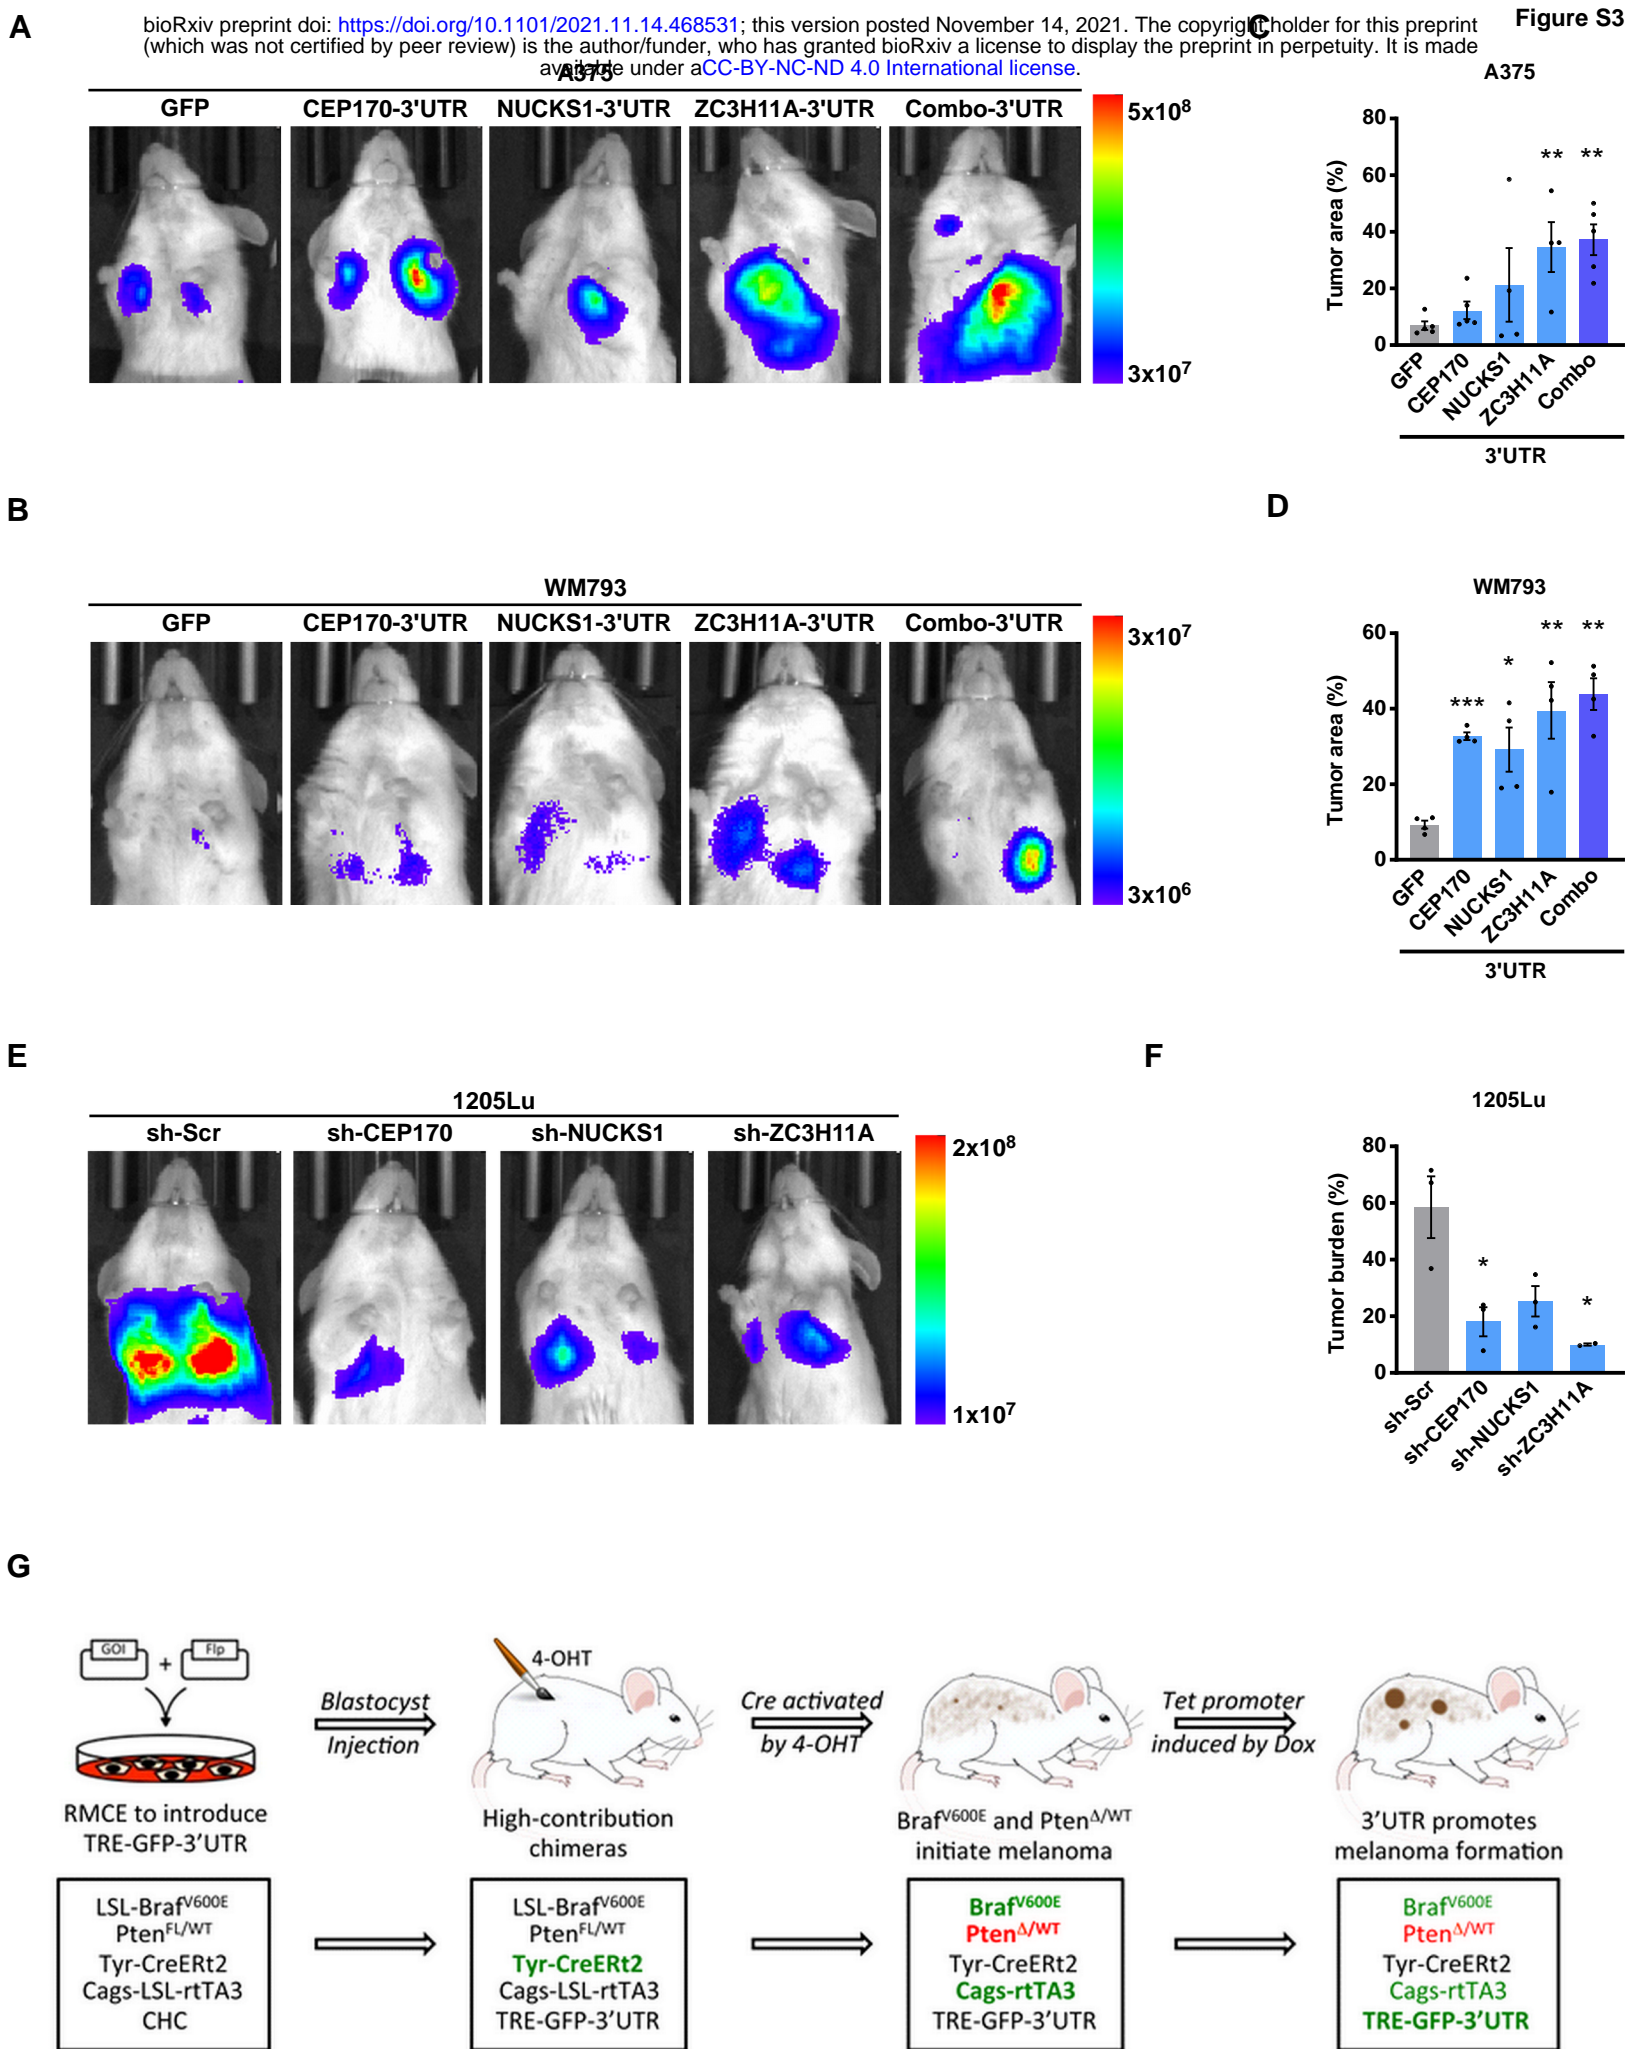 A
bioRxiv preprint doi: https://doi.org/10.1101/2021.11.14.468531; this version posted November 14, 2021. The copyright holder for this preprint
(which was not certified by peer review) is the author/funder, who has granted bioRxiv a license to display the preprint in perpetuity. It is made
available under aCC-BY-NC-ND 4.0 International license.
C
Figure S3
A375
GFP CEP170-3'UTR NUCKS1-3'UTR ZC3H11A-3'UTR Combo-3'UTR
5x10⁸
3x10⁷
A375
Tumor area (%)
80
60
40
20
0
** **
GFP
CEP170
NUCKS1
ZC3H11A
Combo
3'UTR
B
WM793
GFP CEP170-3'UTR NUCKS1-3'UTR ZC3H11A-3'UTR Combo-3'UTR
3x10⁷
3x10⁶
D
WM793
Tumor area (%)
60
40
20
0
*** * ** **
GFP
CEP170
NUCKS1
ZC3H11A
Combo
3'UTR
E
1205Lu
sh-Scr sh-CEP170 sh-NUCKS1 sh-ZC3H11A
2x10⁸
1x10⁷
F
1205Lu
Tumor burden (%)
80
60
40
20
0
* *
sh-Scr
sh-CEP170
sh-NUCKS1
sh-ZC3H11A
G
GOI + Flp
RMCE to introduce
TRE-GFP-3'UTR
Blastocyst
Injection
4-OHT
High-contribution
chimeras
Cre activated
by 4-OHT
Braf^V600E and Pten^Δ/WT
initiate melanoma
Tet promoter
induced by Dox
3'UTR promotes
melanoma formation
LSL-Braf^V600E
Pten^FL/WT
Tyr-CreERt2
Cags-LSL-rtTA3
CHC
LSL-Braf^V600E
Pten^FL/WT
Tyr-CreERt2
Cags-LSL-rtTA3
TRE-GFP-3'UTR
Braf^V600E
Pten^Δ/WT
Tyr-CreERt2
Cags-rtTA3
TRE-GFP-3'UTR
Braf^V600E
Pten^Δ/WT
Tyr-CreERt2
Cags-rtTA3
TRE-GFP-3'UTR